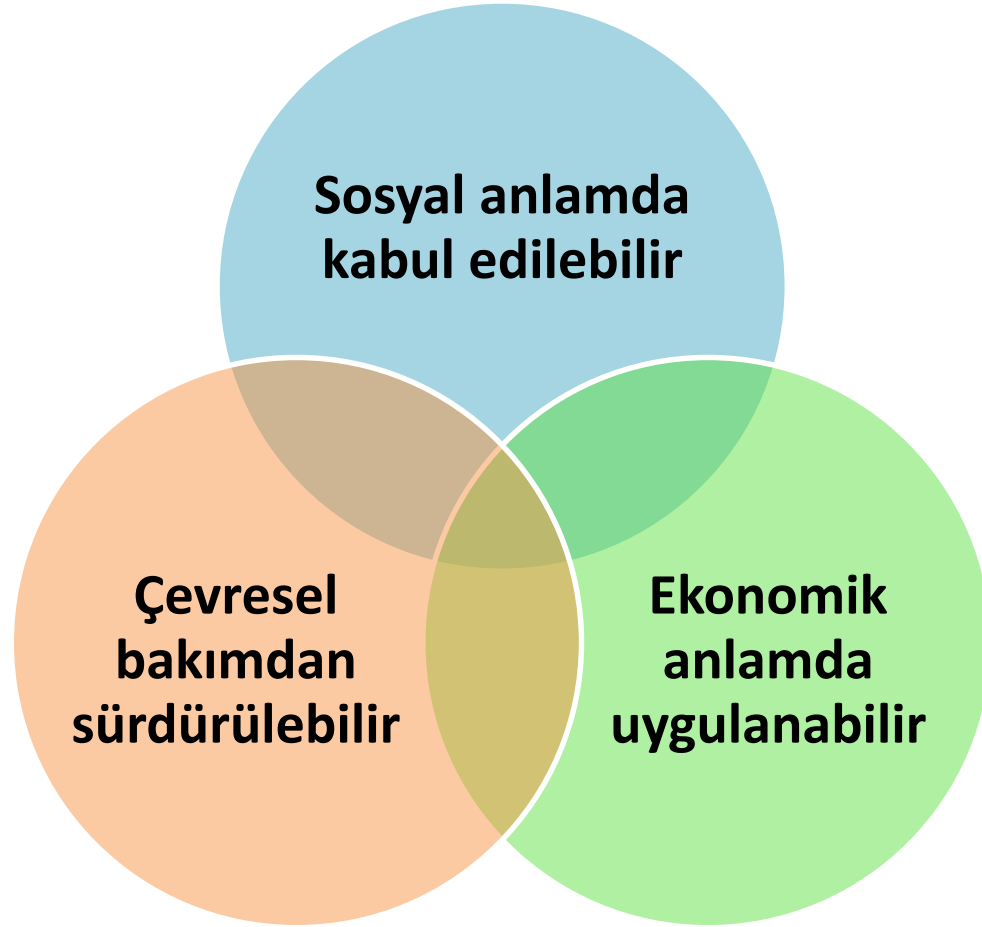 Sosyal anlamda
kabul edilebilir
Çevresel
bakımdan
sürdürülebilir
Ekonomik
anlamda
uygulanabilir